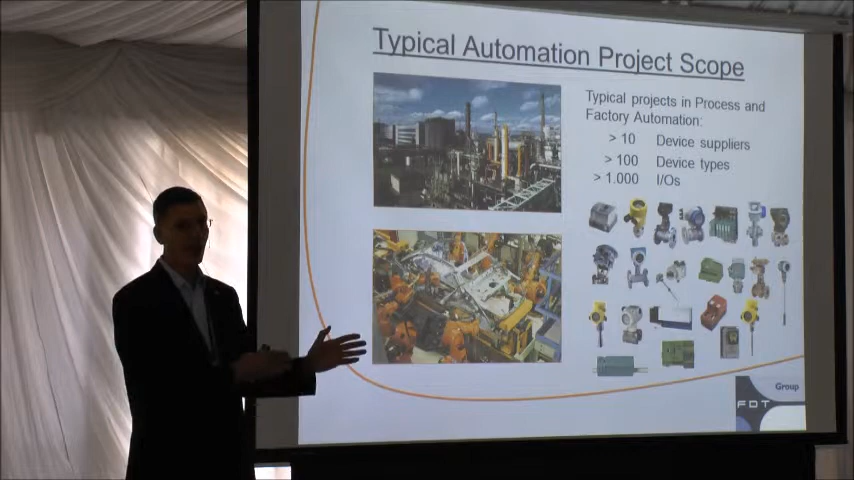 Typical Automation Project Scope
Typical projects in Process and
Factory Automation:
> 10 Device suppliers
> 100 Device types
> 1.000 I/Os
Group
FDT